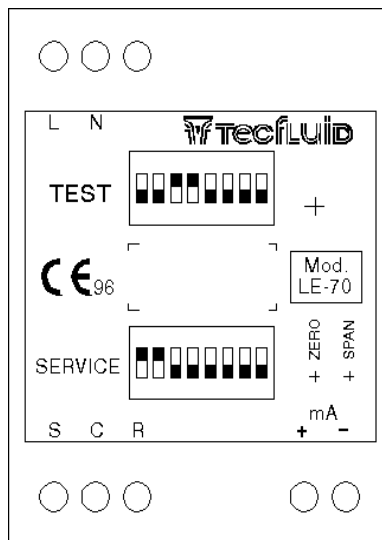 L N
TECFLUID
TEST
+
CE 96
Mod.
LE-70
SERVICE
+ ZERO
+ SPAN
mA
S C R + -